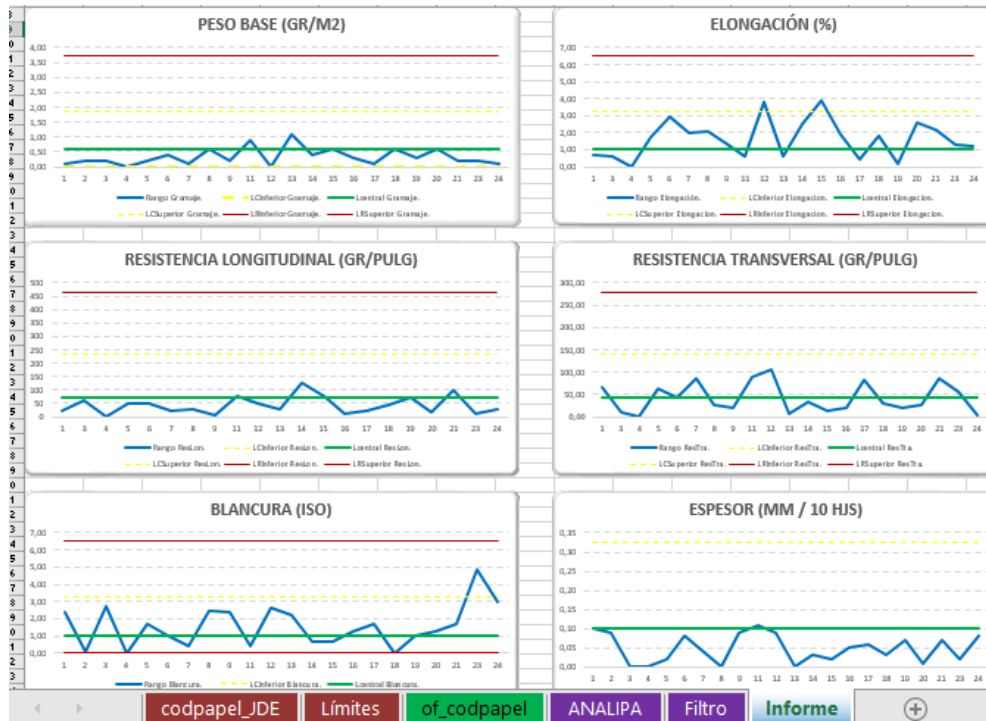 PESO BASE (GR/M2)
4,00
3,50
3,00
2,50
2,00
1,50
1,00
0,50
0,00
1 2 3 4 5 6 7 8 9 10 11 12 13 14 15 16 17 18 19 20 21 22 23 24
Rango Gramaje. LCInferior Gramaje. Lcentral Gramaje.
LCSuperior Gramaje. LRInferior Gramaje. LRSuperior Gramaje.
ELONGACIÓN (%)
7,00
6,00
5,00
4,00
3,00
2,00
1,00
0,00
1 2 3 4 5 6 7 8 9 10 11 12 13 14 15 16 17 18 19 20 21 22 23 24
Rango Elongación. LCInferior Elongacion. Lcentral Elongacion.
LCSuperior Elongacion. LRInferior Elongacion. LRSuperior Elongacion.
RESISTENCIA LONGITUDINAL (GR/PULG)
500
450
400
350
300
250
200
150
100
50
0
1 2 3 4 5 6 7 8 9 10 11 12 13 14 15 16 17 18 19 20 21 22 23 24
Rango ResLon. LCInferior ResLon. Lcentral ResLon.
LCSuperior ResLon. LRInferior ResLon. LRSuperior ResLon.
RESISTENCIA TRANSVERSAL (GR/PULG)
300,00
250,00
200,00
150,00
100,00
50,00
0,00
1 2 3 4 5 6 7 8 9 10 11 12 13 14 15 16 17 18 19 20 21 22 23 24
Rango ResTra. LCInferior ResTra. Lcentral ResTra.
LCSuperior ResTra. LRInferior ResTra. LRSuperior ResTra.
BLANCURA (ISO)
7,00
6,00
5,00
4,00
3,00
2,00
1,00
0,00
1 2 3 4 5 6 7 8 9 10 11 12 13 14 15 16 17 18 19 20 21 22 23 24
Rango Blancura. LCInferior Blancura. Lcentral Blancura.
ESPESOR (MM / 10 HJS)
0,35
0,30
0,25
0,20
0,15
0,10
0,05
0,00
1 2 3 4 5 6 7 8 9 10 11 12 13 14 15 16 17 18 19 20 21 22 23 24
codpapel_JDE Límites of_codpapel ANALIPA Filtro Informe